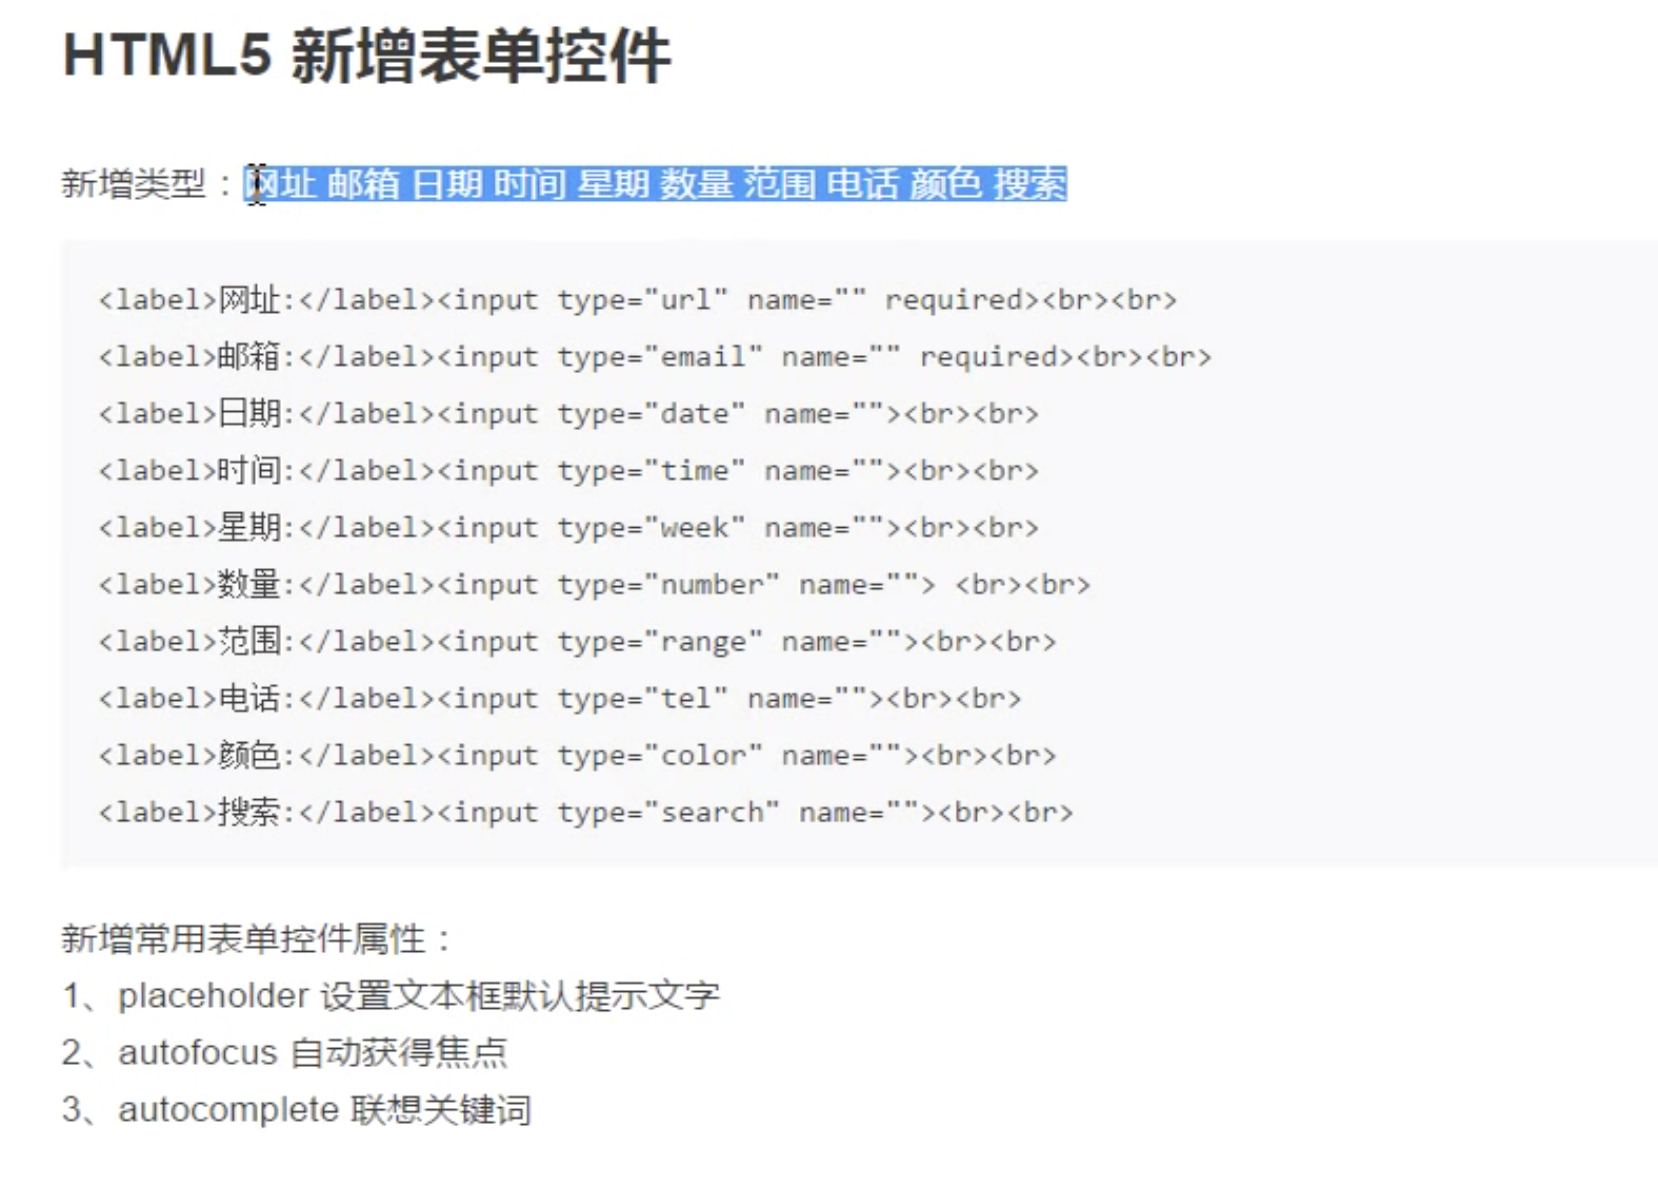 HTML5 新增表单控件
新增类型：网址 邮箱 日期 时间 星期 数量 范围 电话 颜色 搜索
<label>网址:</label><input type="url" name="" required><br><br>
<label>邮箱:</label><input type="email" name="" required><br><br>
<label>日期:</label><input type="date" name=""><br><br>
<label>时间:</label><input type="time" name=""><br><br>
<label>星期:</label><input type="week" name=""><br><br>
<label>数量:</label><input type="number" name=""> <br><br>
<label>范围:</label><input type="range" name=""><br><br>
<label>电话:</label><input type="tel" name=""><br><br>
<label>颜色:</label><input type="color" name=""><br><br>
<label>搜索:</label><input type="search" name=""><br><br>
新增常用表单控件属性：
1、placeholder 设置文本框默认提示文字
2、autofocus 自动获得焦点
3、autocomplete 联想关键词